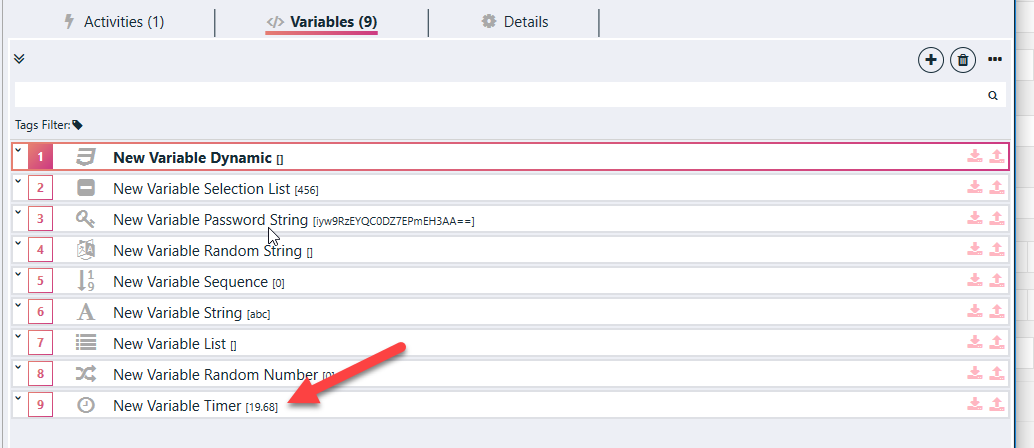 Activities (1) Variables (9) Details
Tags Filter:
1 New Variable Dynamic []
2 New Variable Selection List [456]
3 New Variable Password String [iyw9RzEYQC0DZ7EPmEH3AA==]
4 New Variable Random String []
5 New Variable Sequence [0]
6 New Variable String [abc]
7 New Variable List []
8 New Variable Random Number [0]
9 New Variable Timer [19.68]